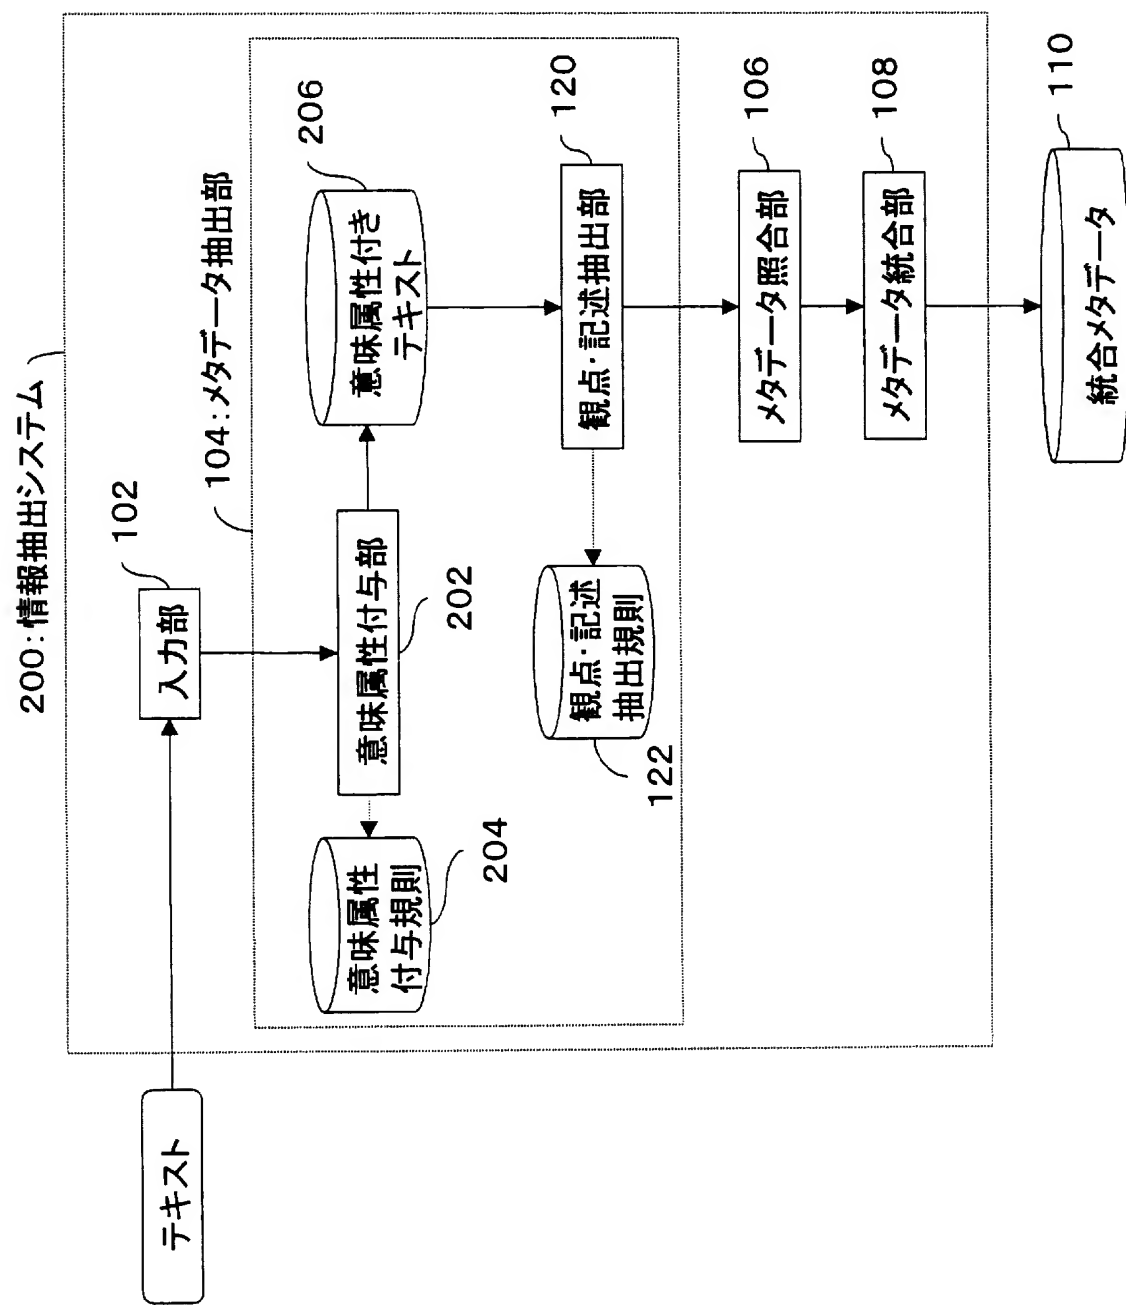 200:情報抽出システム
テキスト
入力部
102
104:メタデータ抽出部
意味属性
付与規則
204
意味属性付与部
202
意味属性付き
テキスト
206
観点・記述
抽出規則
122
観点・記述抽出部
120
メタデータ照合部
106
メタデータ統合部
108
統合メタデータ
110